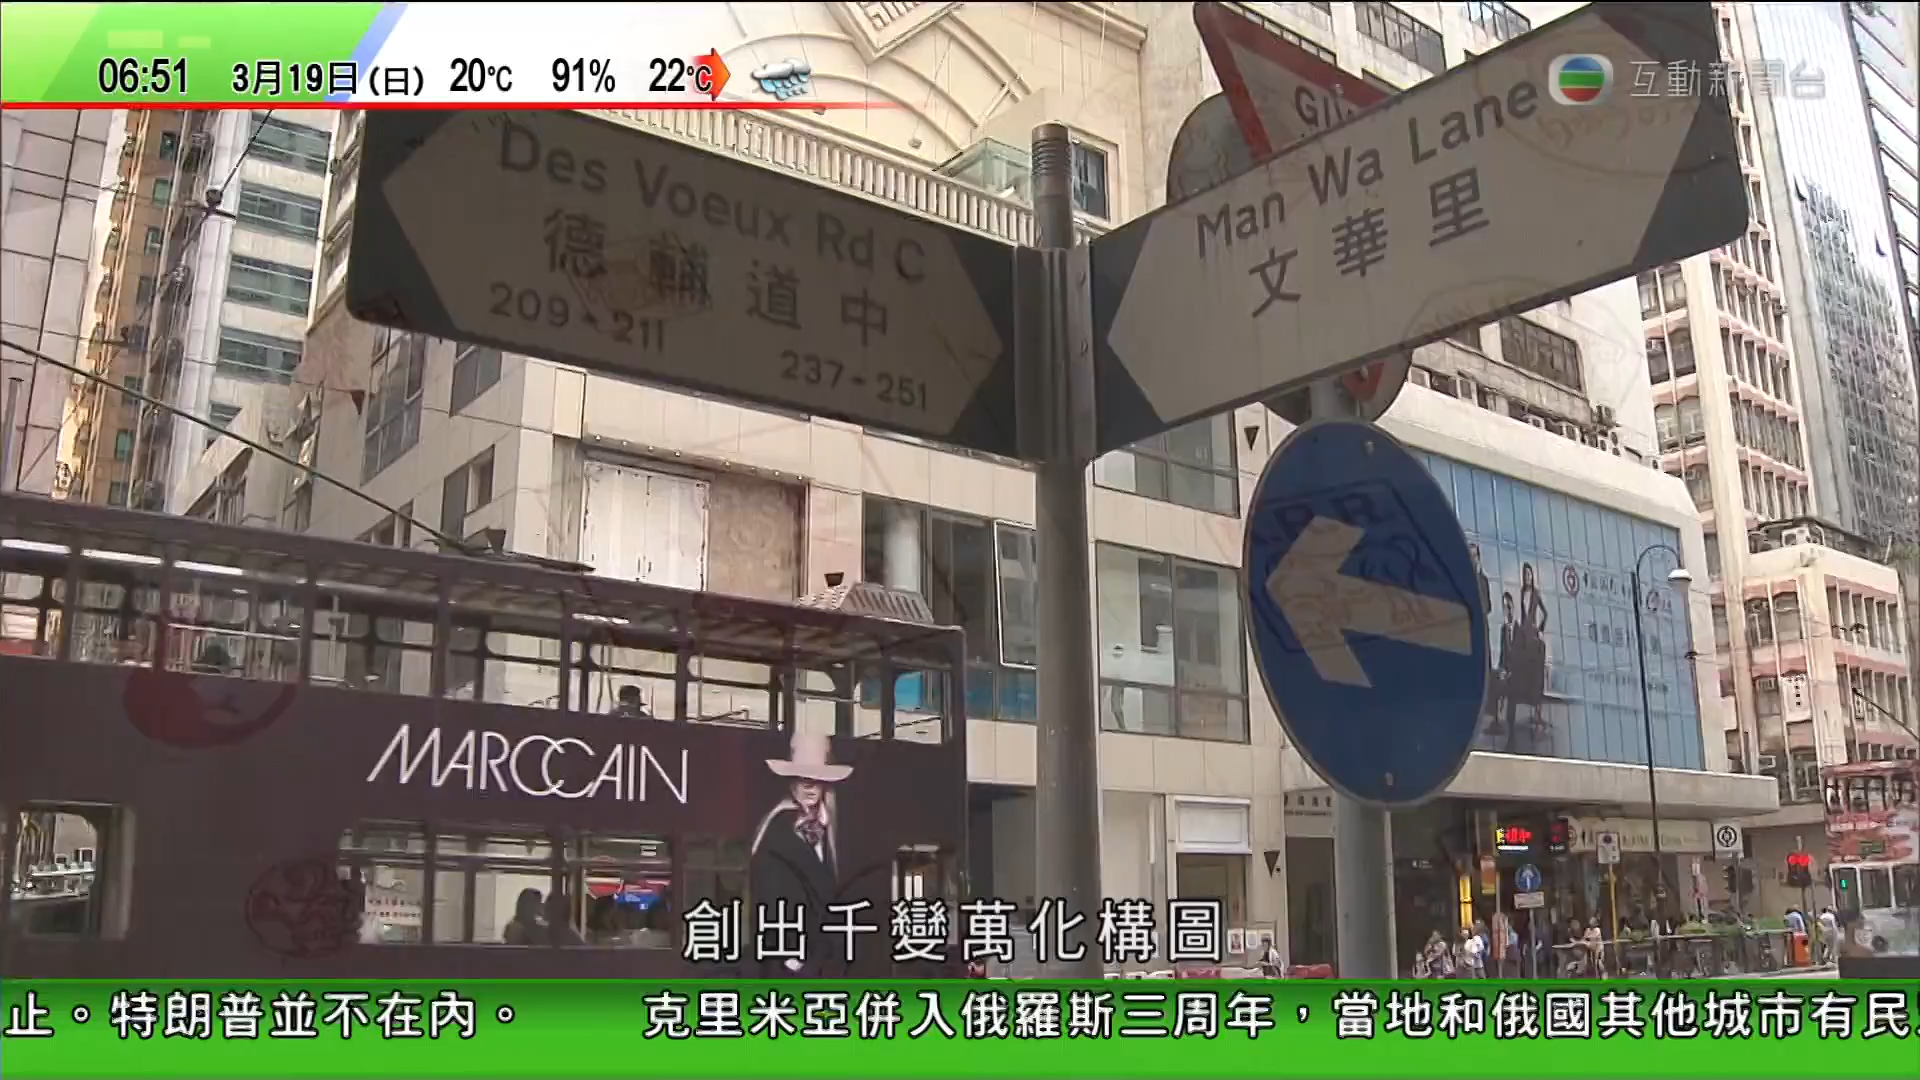 06:51 3月19日(日) 20℃ 91% 22℃
互動新聞台
Des Voeux Rd C
德輔道中
209-211
237-251
Man Wa Lane
文華里
MARCCAIN
創出千變萬化構圖
止。特朗普並不在內。 克里米亞併入俄羅斯三周年，當地和俄國其他城市有民